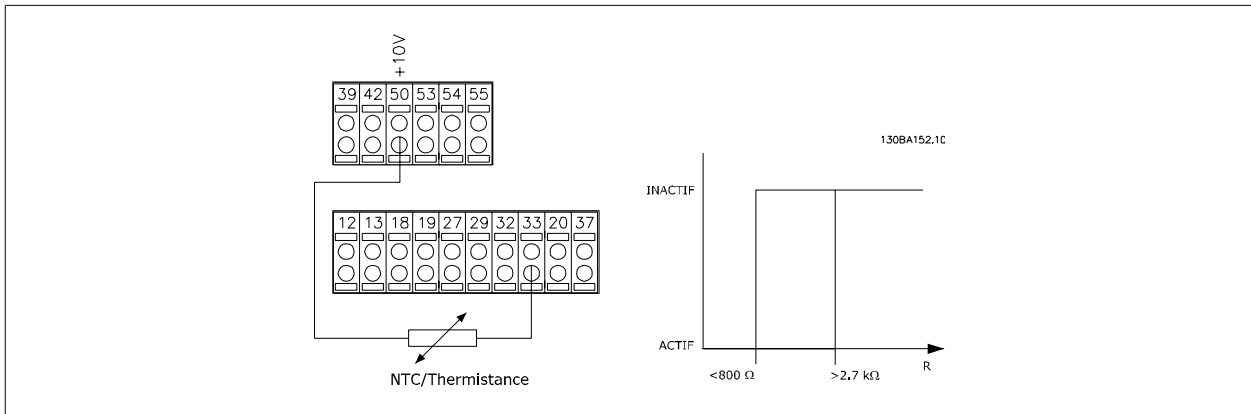 +10V
39 42 50 53 54 55
130BA152.10
INACTIF
12 13 18 19 27 29 32 33 20 37
ACTIF
<800 Ω
>2.7 kΩ
R
NTC/Thermistance